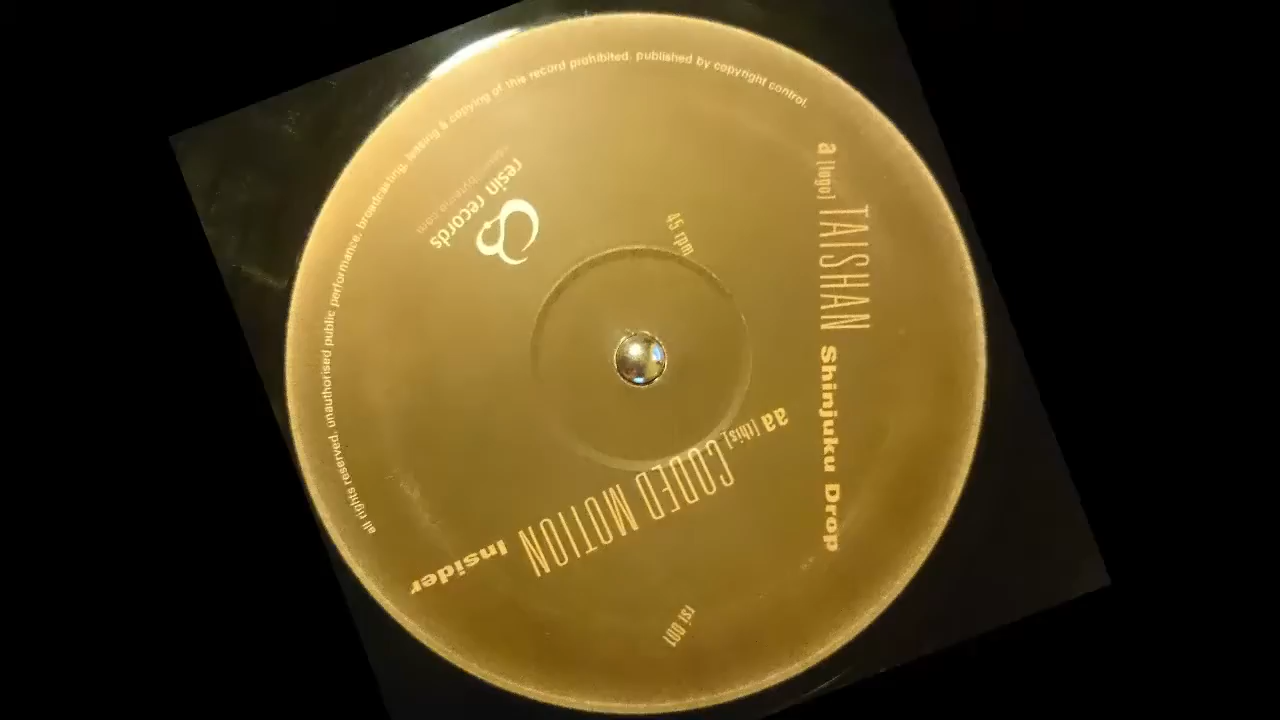 all rights reserved. unauthorised public performance, broadcasting, leasing & copying of this record prohibited. published by copyright control.
resin records
45 rpm
a [logo] TAISHAN Shinjuku Drop
aa [this] CODED MOTION Insider
rsi 001